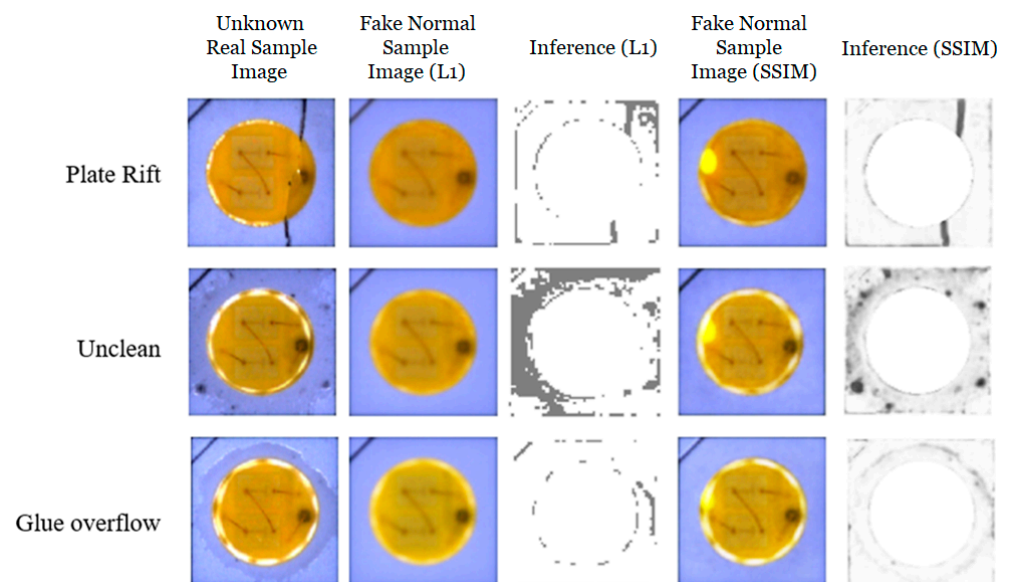 Unknown
Real Sample
Image
Fake Normal
Sample
Image (L1)
Inference (L1)
Fake Normal
Sample
Image (SSIM)
Inference (SSIM)
Plate Rift
Unclean
Glue overflow